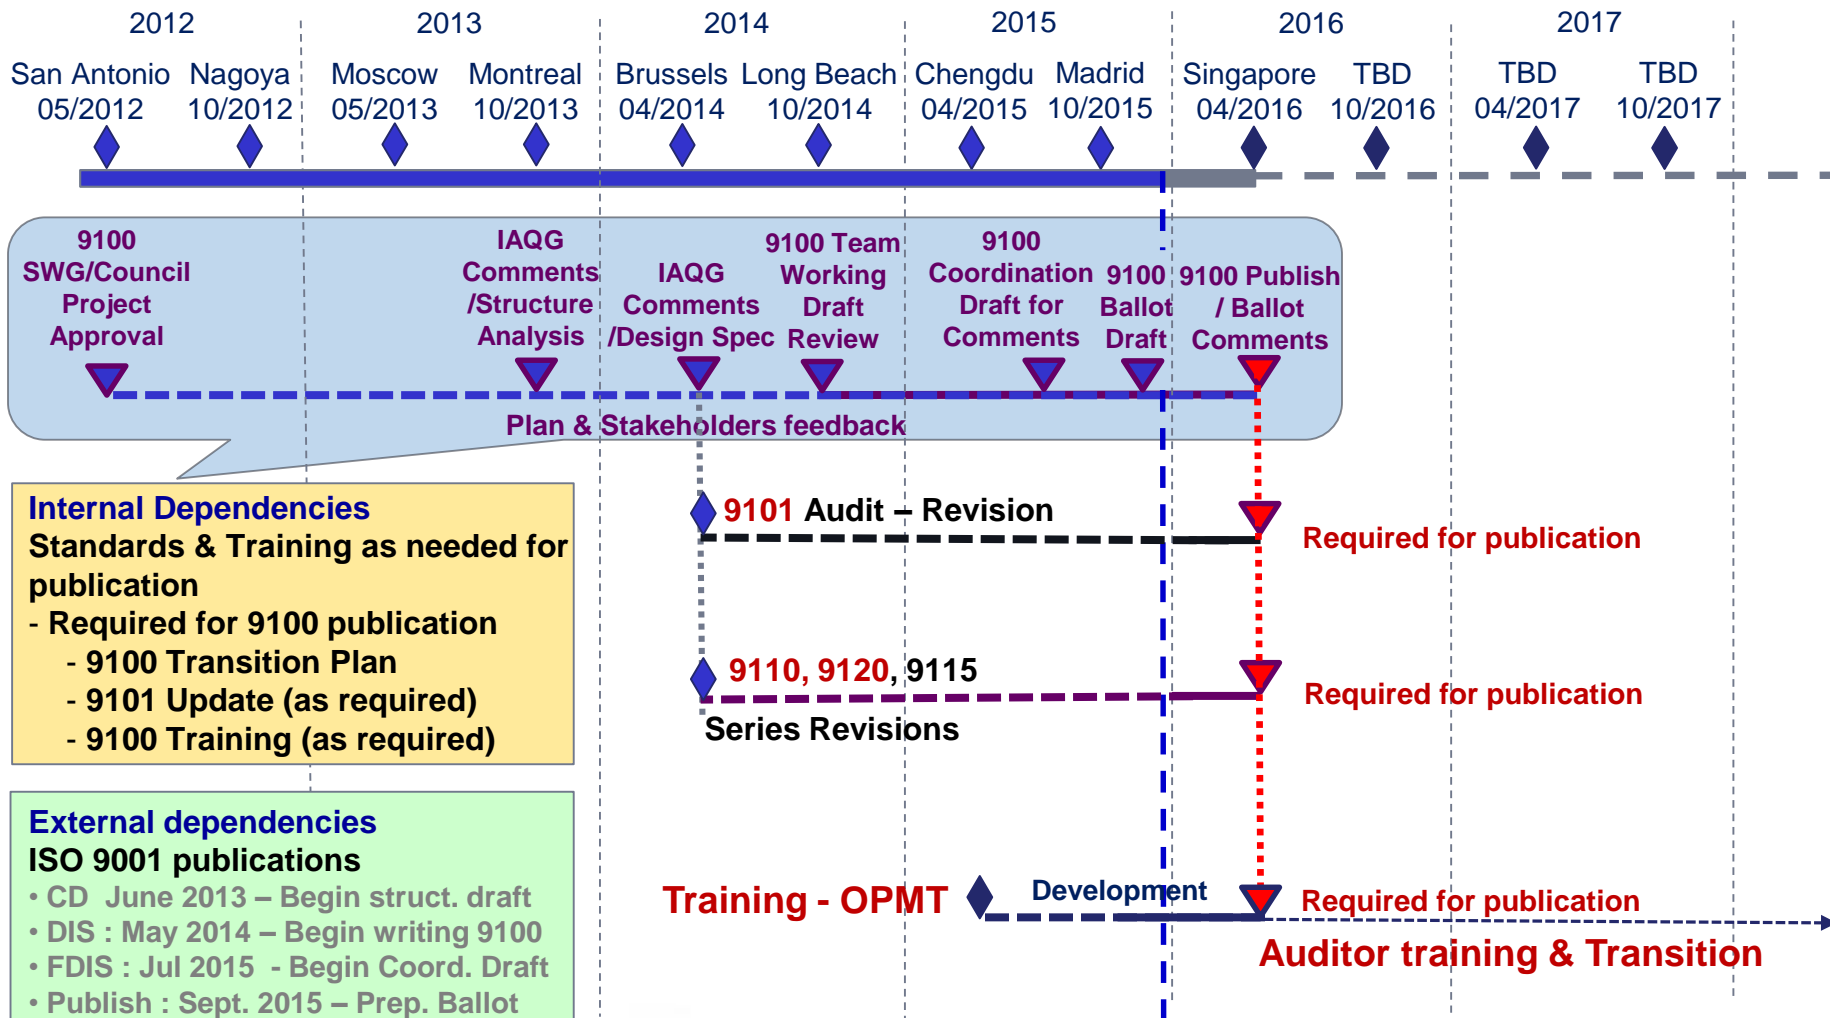 2012
2013
2014
2015
2016
2017
San Antonio
05/2012
Nagoya
10/2012
Moscow
05/2013
Montreal
10/2013
Brussels
04/2014
Long Beach
10/2014
Chengdu
04/2015
Madrid
10/2015
Singapore
04/2016
TBD
10/2016
TBD
04/2017
TBD
10/2017
9100
SWG/Council
Project
Approval
IAQG
Comments
/Structure
Analysis
IAQG
Comments
/Design Spec
9100 Team
Working
Draft
Review
9100
Coordination
Draft for
Comments
9100
Ballot
Draft
9100 Publish
/ Ballot
Comments
Plan & Stakeholders feedback
Internal Dependencies
Standards & Training as needed for
publication
- Required for 9100 publication
- 9100 Transition Plan
- 9101 Update (as required)
- 9100 Training (as required)
9101 Audit – Revision
Required for publication
9110, 9120, 9115
Series Revisions
Required for publication
External dependencies
ISO 9001 publications
• CD June 2013 – Begin struct. draft
• DIS : May 2014 – Begin writing 9100
• FDIS : Jul 2015 - Begin Coord. Draft
• Publish : Sept. 2015 – Prep. Ballot
Training - OPMT
Development
Required for publication
Auditor training & Transition